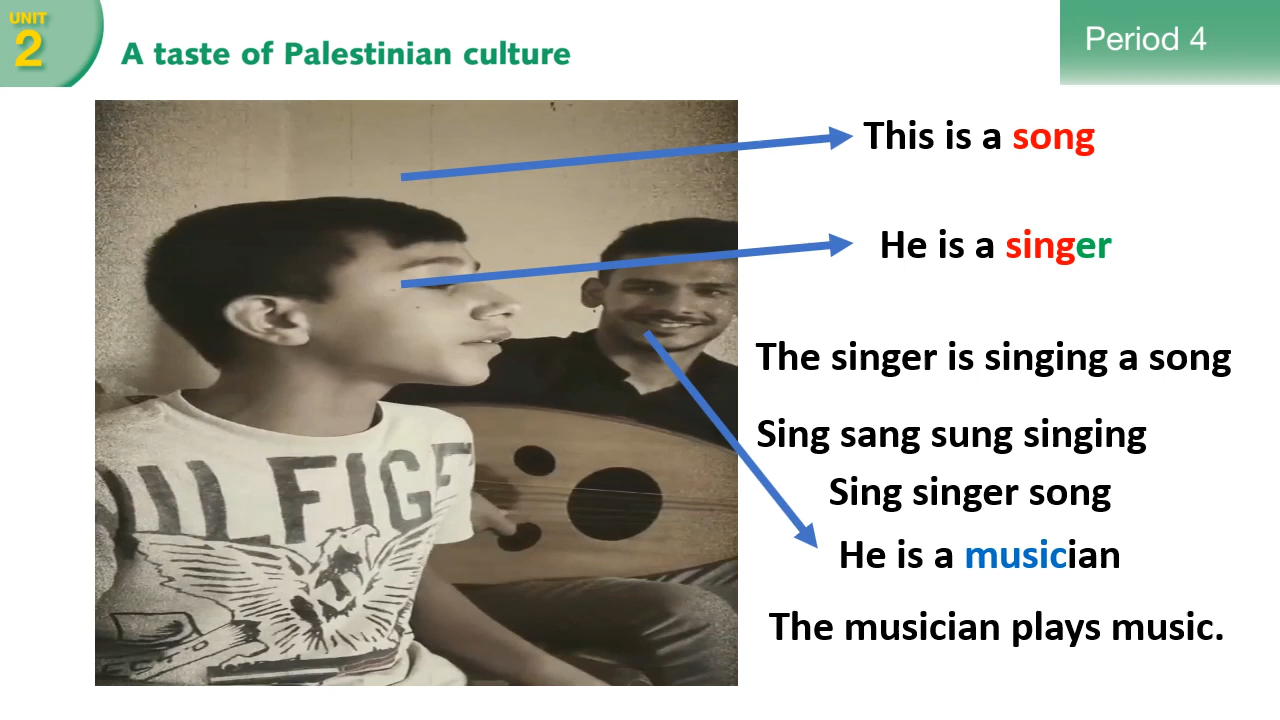 UNIT
2
A taste of Palestinian culture
Period 4
This is a song
He is a singer
The singer is singing a song
Sing sang sung singing
Sing singer song
He is a musician
The musician plays music.